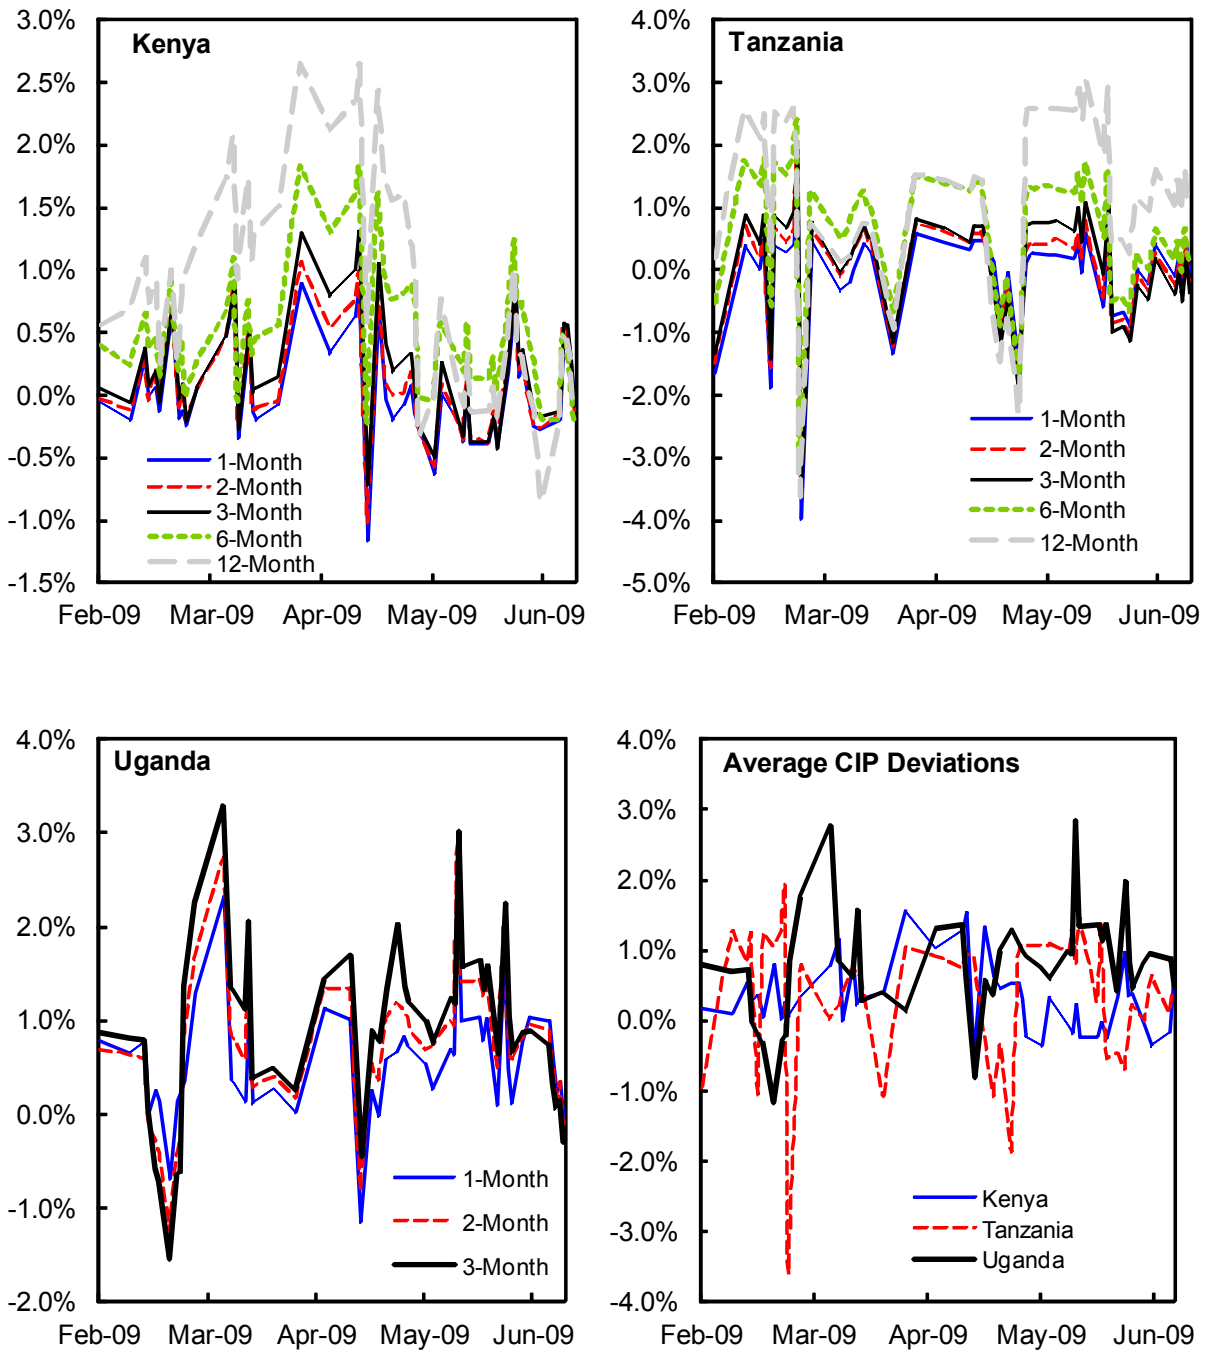 Kenya
3.0%
2.5%
2.0%
1.5%
1.0%
0.5%
0.0%
-0.5%
-1.0%
-1.5%
1-Month
2-Month
3-Month
6-Month
12-Month
Feb-09 Mar-09 Apr-09 May-09 Jun-09
Tanzania
4.0%
3.0%
2.0%
1.0%
0.0%
-1.0%
-2.0%
-3.0%
-4.0%
-5.0%
1-Month
2-Month
3-Month
6-Month
12-Month
Feb-09 Mar-09 Apr-09 May-09 Jun-09
Uganda
4.0%
3.0%
2.0%
1.0%
0.0%
-1.0%
-2.0%
1-Month
2-Month
3-Month
Feb-09 Mar-09 Apr-09 May-09 Jun-09
Average CIP Deviations
4.0%
3.0%
2.0%
1.0%
0.0%
-1.0%
-2.0%
-3.0%
-4.0%
Kenya
Tanzania
Uganda
Feb-09 Mar-09 Apr-09 May-09 Jun-09